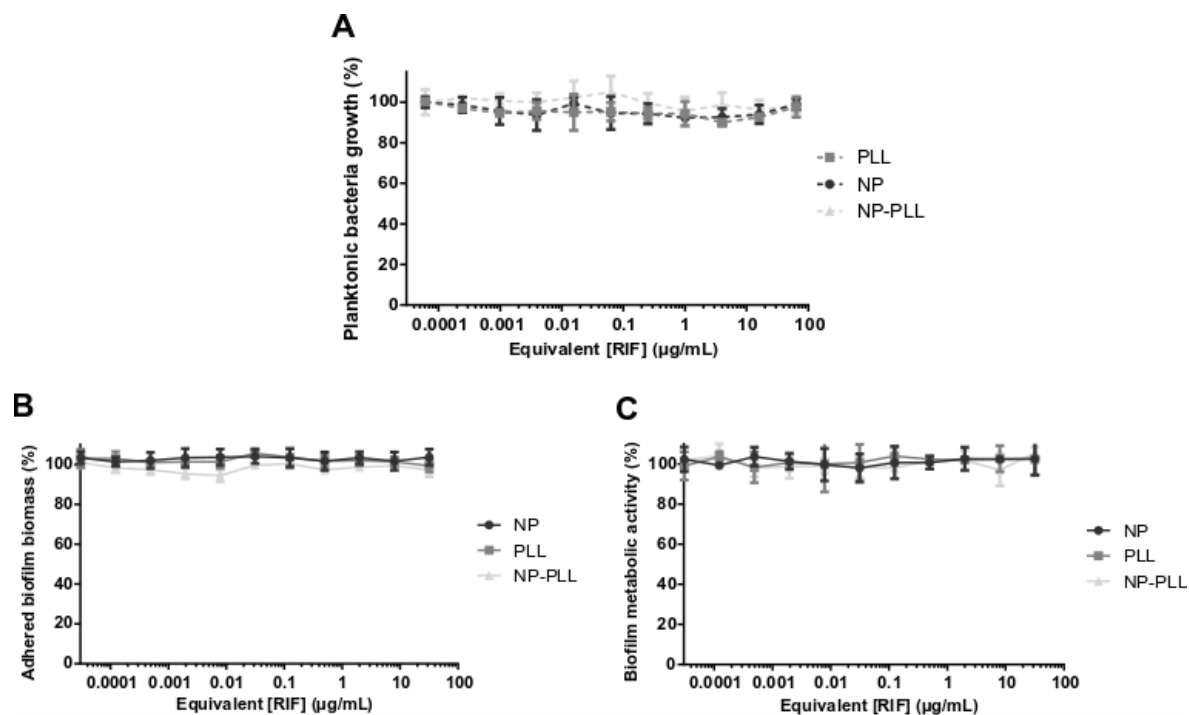 A
Planktonic bacteria growth (%)
100
80
60
40
20
0
0.0001 0.001 0.01 0.1 1 10 100
Equivalent [RIF] (µg/mL)
PLL
NP
NP-PLL
B
Adhered biofilm biomass (%)
100
80
60
40
20
0
0.0001 0.001 0.01 0.1 1 10 100
Equivalent [RIF] (µg/mL)
NP
PLL
NP-PLL
C
Biofilm metabolic activity (%)
100
80
60
40
20
0
0.0001 0.001 0.01 0.1 1 10 100
Equivalent [RIF] (µg/mL)
NP
PLL
NP-PLL